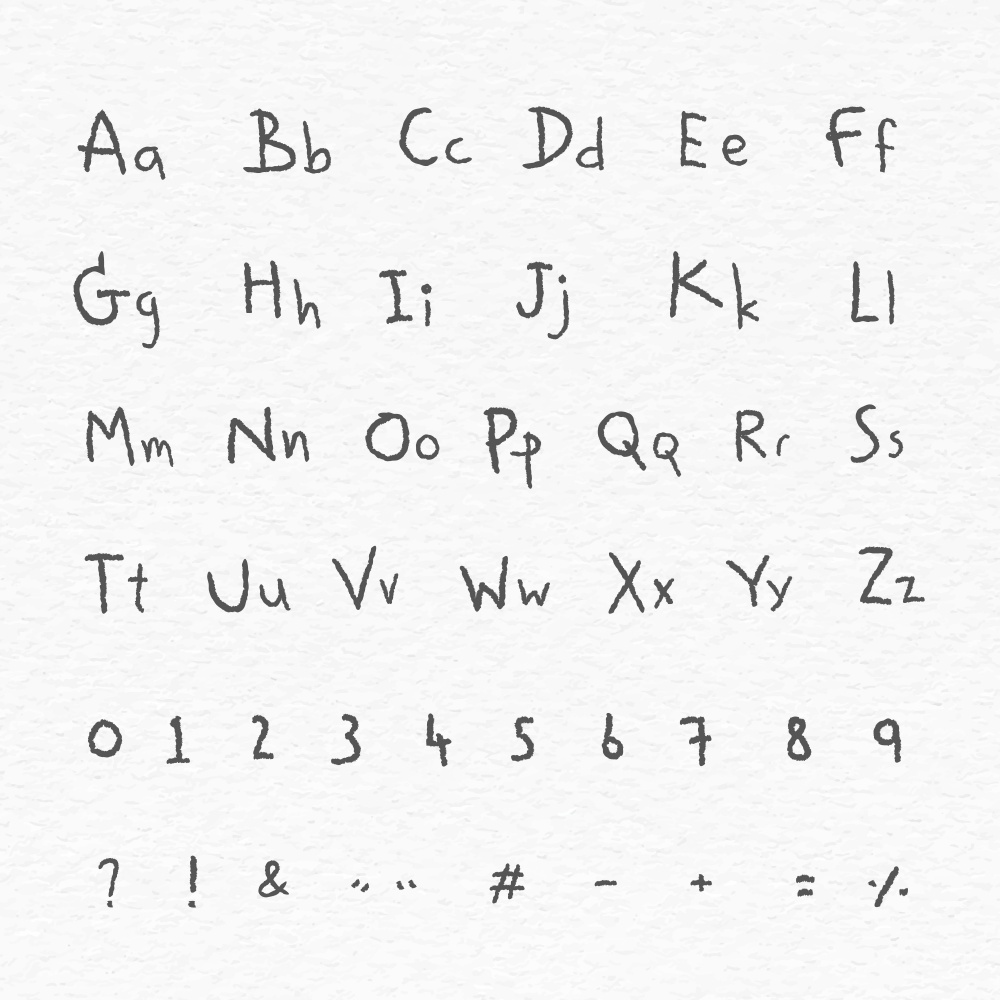 Aa Bb Cc Dd Ee Ff
Gg Hh Ii Jj Kk Ll
Mm Nn Oo Pp Qq Rr Ss
Tt Uu Vv Ww Xx Yy Zz
0 1 2 3 4 5 6 7 8 9
? ! & “ ” # - + = %